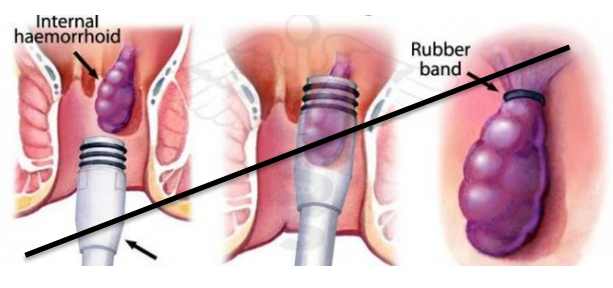 Internal
haemorrhoid
Rubber
band